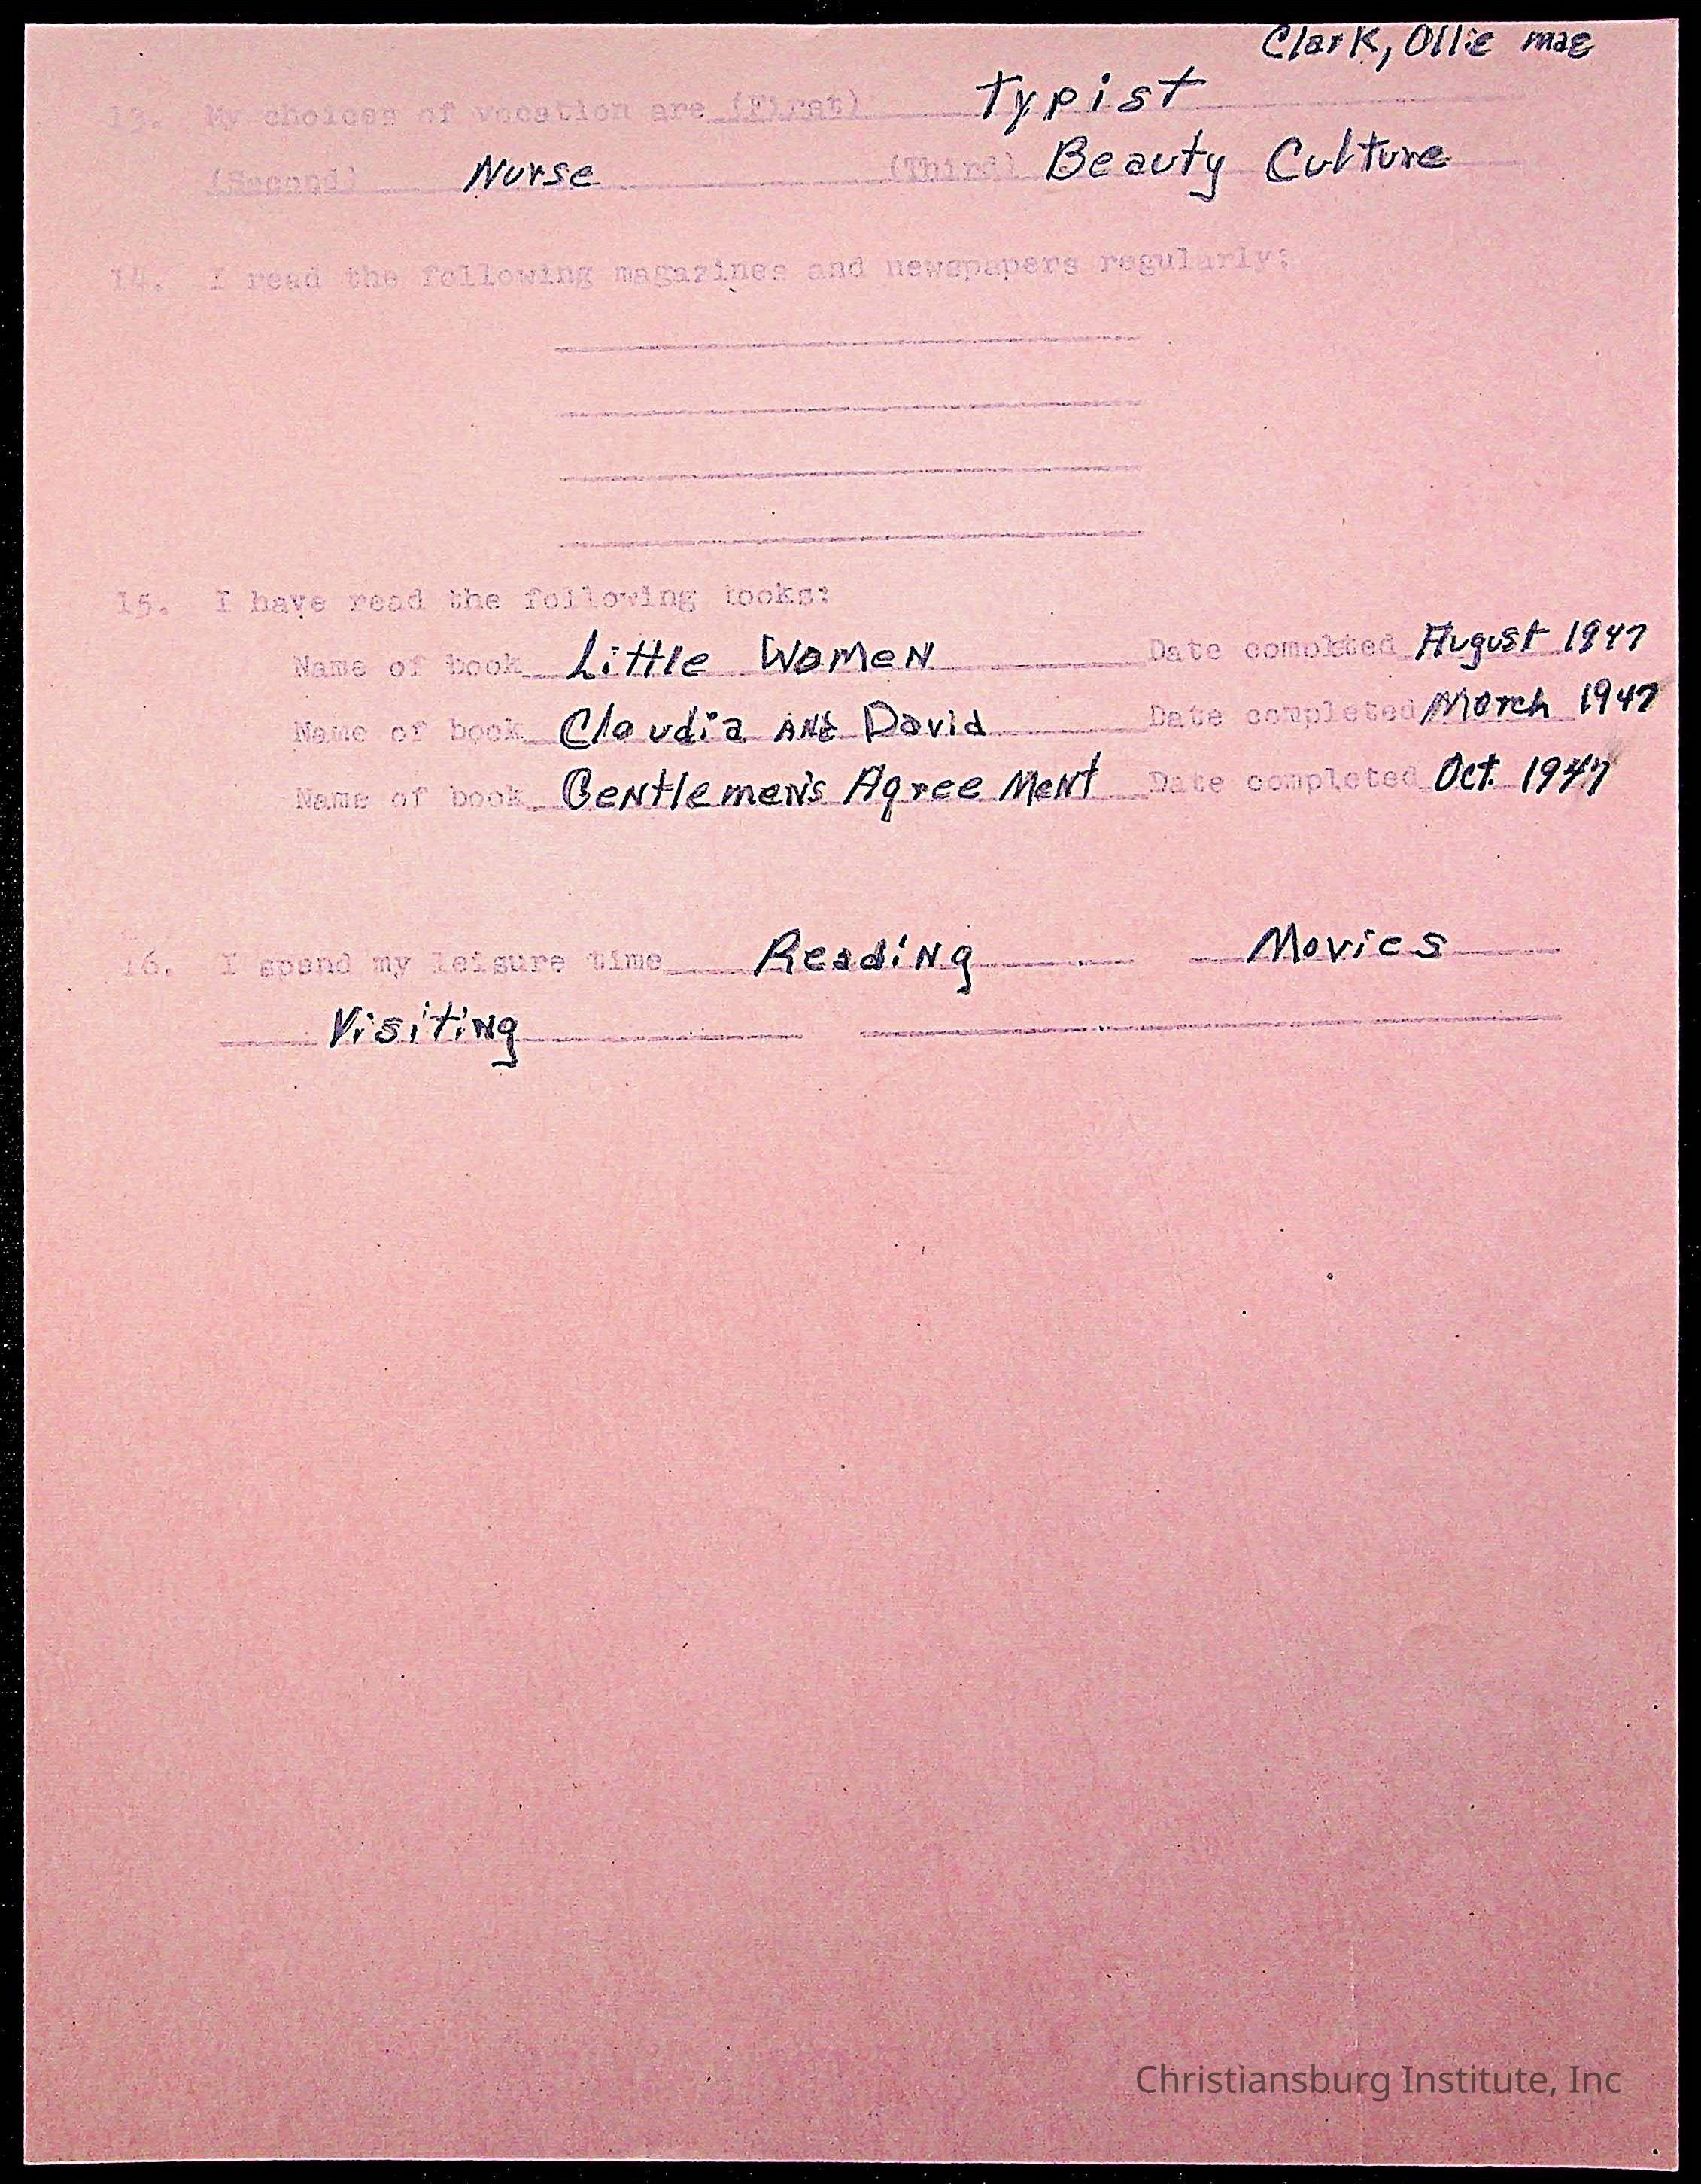 Clark, Ollie mae
13. My choices of vocation are (First) Typist
(Second) Nurse (Third) Beauty Culture
14. I read the following magazines and newspapers regularly:
15. I have read the following tooks:
Name of book Little Women Date comolcted August 1947
Name of book Claudia and David Date completed March 1947
Name of book Gentlemen's Agreement Date completed Oct. 1947
16. I spend my leisure time Reading Movies
Visiting
Christiansburg Institute, Inc